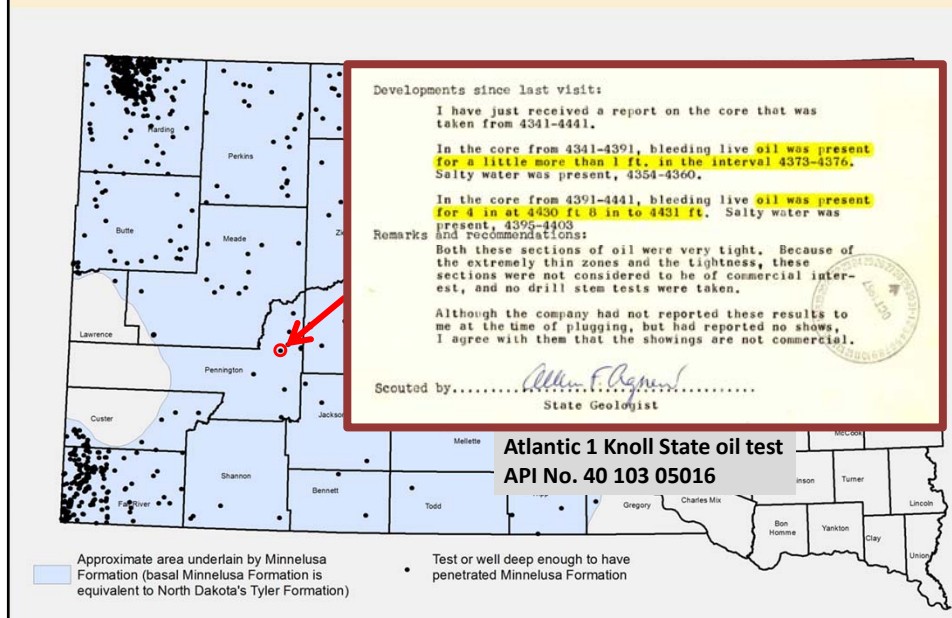 Developments since last visit:
I have just received a report on the core that was
taken from 4341-4441.
In the core from 4341-4391, bleeding live oil was present
for a little more than 1 ft. in the interval 4373-4376.
Salty water was present, 4354-4360.
In the core from 4391-4441, bleeding live oil was present
for 4 in at 4430 ft 8 in to 4431 ft. Salty water was
present, 4395-4403
Remarks and recommendations:
Both these sections of oil were very tight. Because of
the extremely thin zones and the tightness, these
sections were not considered to be of commercial inter-
est, and no drill stem tests were taken.
Although the company had not reported these results to
me at the time of plugging, but had reported no shows,
I agree with them that the showings are not commercial.
Scouted by......... Allen F. Agnew ............
State Geologist
Atlantic 1 Knoll State oil test
API No. 40 103 05016
Harding
Perkins
Butte
Meade
Lawrence
Pennington
Custer
Jackson
Mellette
Shannon
Bennett
Todd
Fall River
Gregory
Charles Mix
McCook
Turner
Lincoln
Bon
Homme
Yankton
Clay
Union
Approximate area underlain by Minnelusa
Formation (basal Minnelusa Formation is
equivalent to North Dakota's Tyler Formation)
Test or well deep enough to have
penetrated Minnelusa Formation